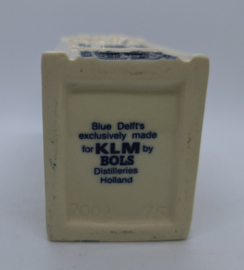 Blue Delft's
exclusively made
for KLM by
BOLS
Distilleries
Holland